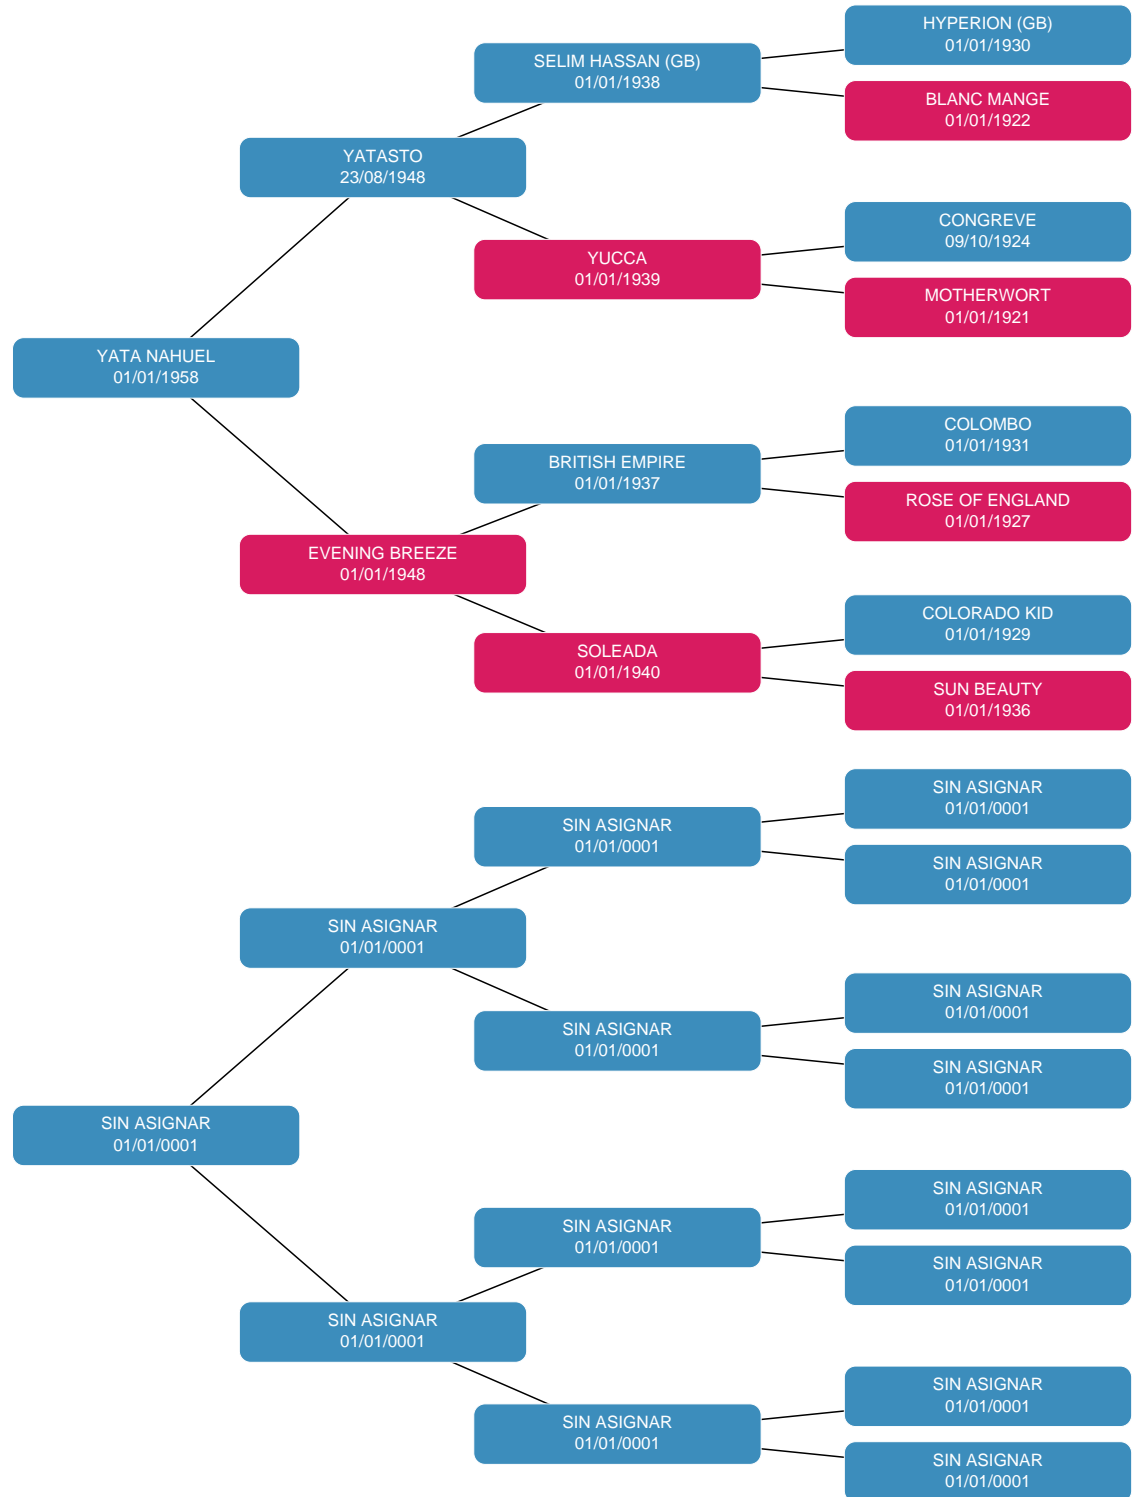 HYPERION (GB)
01/01/1930
SELIM HASSAN (GB)
01/01/1938
BLANC MANGE
01/01/1922
YATASTO
23/08/1948
CONGREVE
09/10/1924
YUCCA
01/01/1939
MOTHERWORT
01/01/1921
YATA NAHUEL
01/01/1958
COLOMBO
01/01/1931
BRITISH EMPIRE
01/01/1937
ROSE OF ENGLAND
01/01/1927
EVENING BREEZE
01/01/1948
COLORADO KID
01/01/1929
SOLEADA
01/01/1940
SUN BEAUTY
01/01/1936
SIN ASIGNAR
01/01/0001
SIN ASIGNAR
01/01/0001
SIN ASIGNAR
01/01/0001
SIN ASIGNAR
01/01/0001
SIN ASIGNAR
01/01/0001
SIN ASIGNAR
01/01/0001
SIN ASIGNAR
01/01/0001
SIN ASIGNAR
01/01/0001
SIN ASIGNAR
01/01/0001
SIN ASIGNAR
01/01/0001
SIN ASIGNAR
01/01/0001
SIN ASIGNAR
01/01/0001
SIN ASIGNAR
01/01/0001
SIN ASIGNAR
01/01/0001
SIN ASIGNAR
01/01/0001